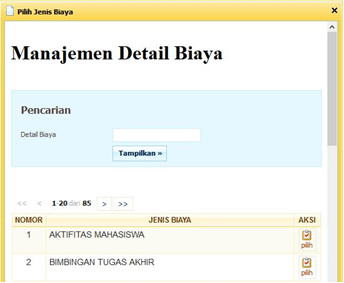 Pilih Jenis Biaya
Manajemen Detail Biaya
Pencarian
Detail Biaya
Tampilkan »
<< < 1-20 dari 85 > >>
NOMOR JENIS BIAYA AKSI
1 AKTIFITAS MAHASISWA pilih
2 BIMBINGAN TUGAS AKHIR pilih